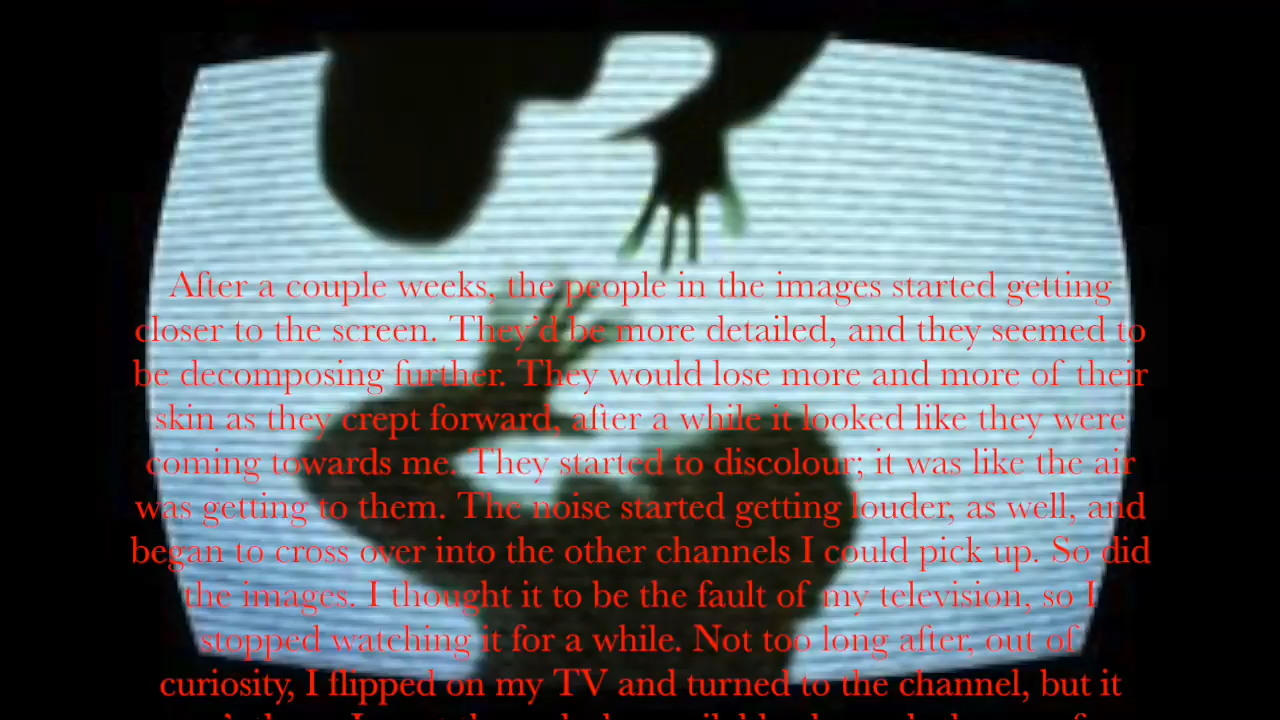 After a couple weeks, the people in the images started getting
closer to the screen. They'd be more detailed, and they seemed to
be decomposing further. They would lose more and more of their
skin as they crept forward, after a while it looked like they were
coming towards me. They started to discolour; it was like the air
was getting to them. The noise started getting louder, as well, and
began to cross over into the other channels I could pick up. So did
the images. I thought it to be the fault of my television, so I
stopped watching it for a while. Not too long after, out of
curiosity, I flipped on my TV and turned to the channel, but it